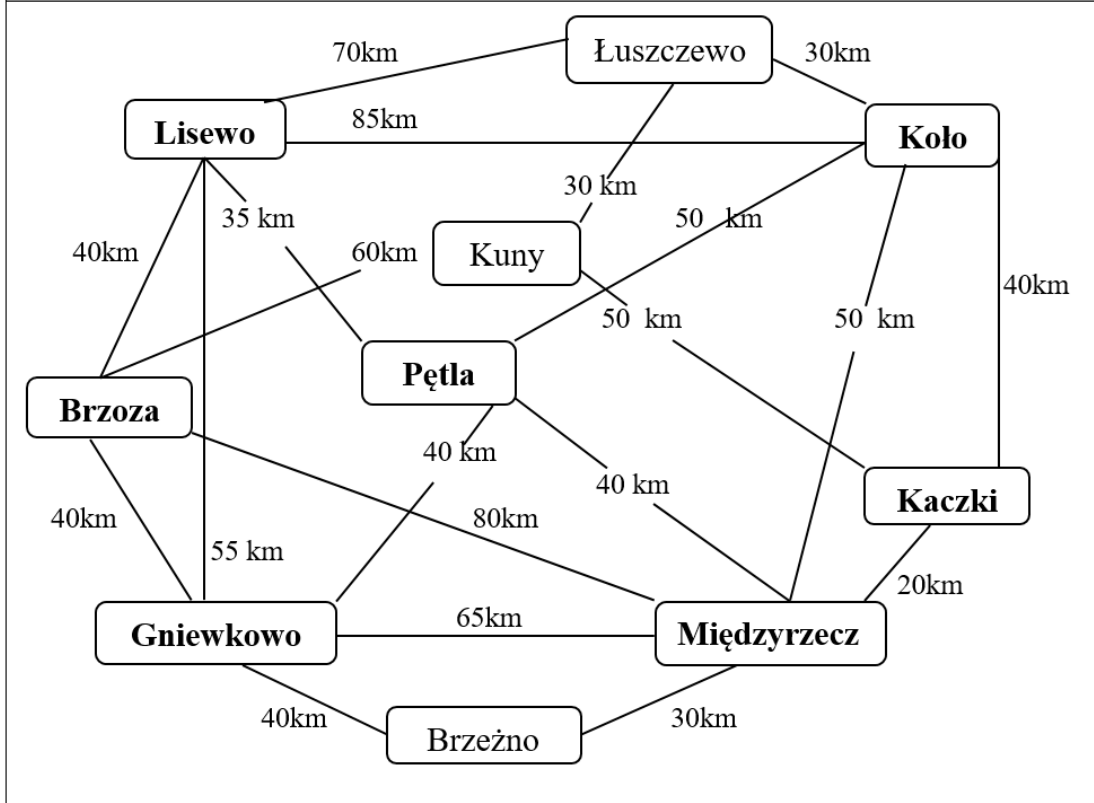 Łuszczewo
70km
30km
Lisewo
85km
Koło
30 km
35 km
50 km
40km
60km
Kuny
40km
50 km
50 km
Pętla
Brzoza
40 km
40 km
Kaczki
40km
80km
55 km
20km
Gniewkowo
65km
Międzyrzecz
40km
30km
Brzeżno